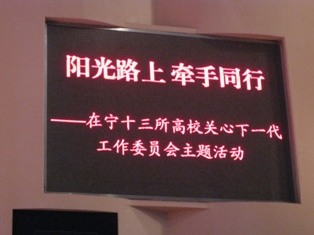 阳光路上 牵手同行
——在宁十三所高校关心下一代
工作委员会主题活动